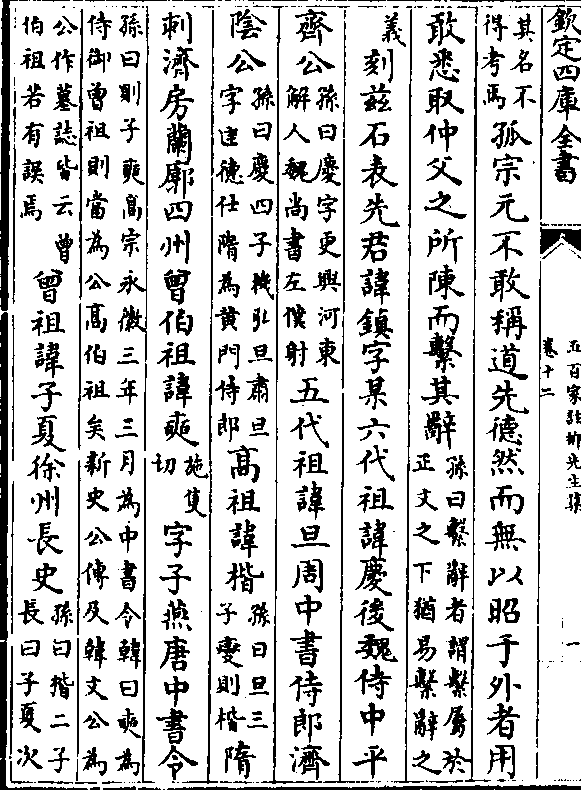 欽定四庫全書
五百家註柳先生集
卷十二
一
其名不
得考焉
孤宗元不敢稱道先德然而無以昭于外者用
敢悉取仲父之所陳而繫其辭
孫曰繫辭者謂繫屬於
正文之下猶易繫辭之
義
刻茲石表先君諱鎮字某六代祖諱慶後魏侍中平
齊公
孫曰慶字更興河東
解人魏尚書左僕射
五代祖諱旦周中書侍郎濟
陰公
孫曰慶四子機弘旦肅旦
字匡德仕隋為黃門侍郎
高祖諱楷
孫曰旦三
子夔則楷
隋
刺濟房蘭廓四州曾伯祖諱奭
施隻
切
字子燕唐中書令
孫曰則子奭高宗永徽三年三月為中書令韓曰奭為
侍御曾祖則當為公高伯祖矣新史公傳及韓文公為
公作墓誌皆云曾
伯祖若有誤焉
曾祖諱子夏徐州長史
孫曰楷二子
長曰子夏次